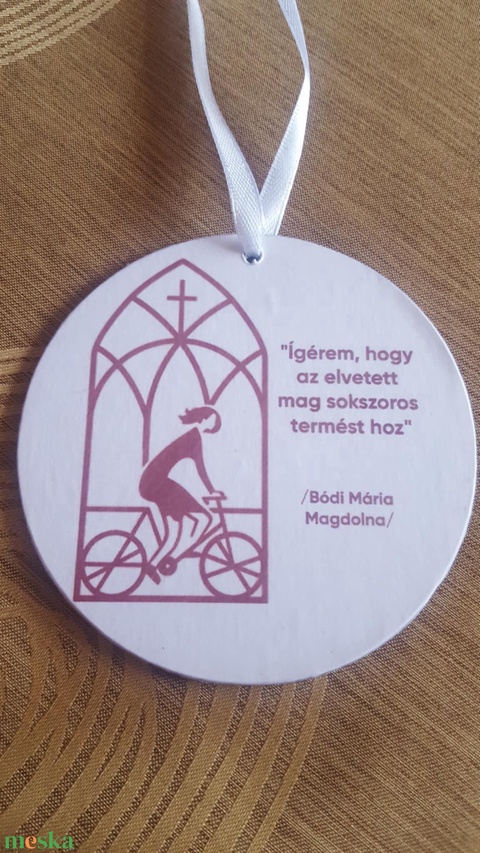 "Ígérem, hogy
az elvetett
mag sokszoros
termést hoz"
/Bódi Mária
Magdolna/
meska